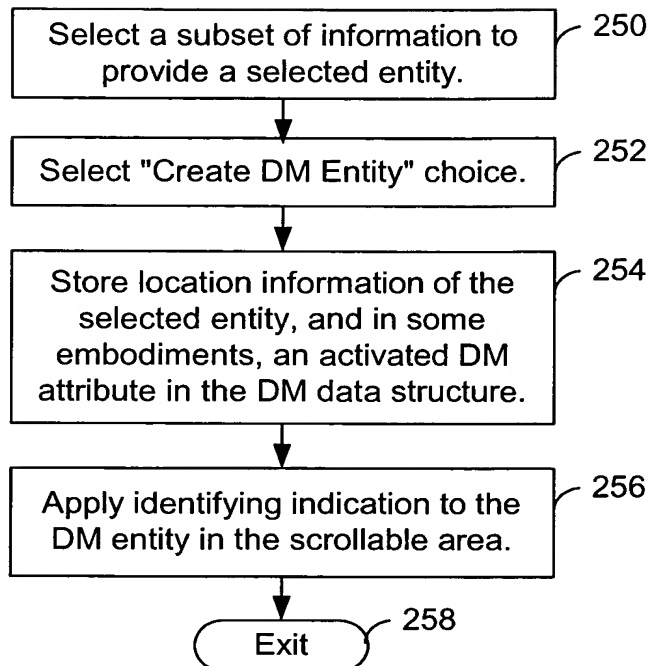 Select a subset of information to
provide a selected entity.
250
Select "Create DM Entity" choice.
252
Store location information of the
selected entity, and in some
embodiments, an activated DM
attribute in the DM data structure.
254
Apply identifying indication to the
DM entity in the scrollable area.
256
Exit
258